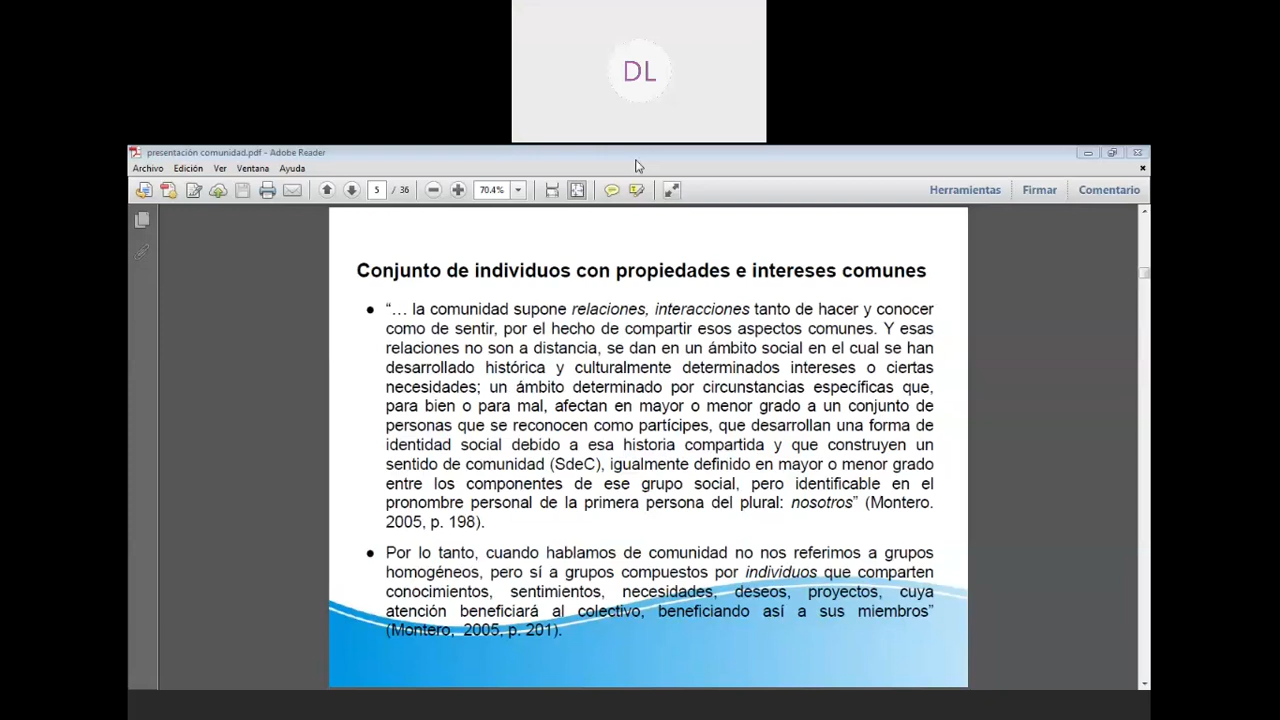 DL
presentación comunidad.pdf - Adobe Reader
Archivo Edición Ver Ventana Ayuda
5 / 36 70.4% Herramientas Firmar Comentario
Conjunto de individuos con propiedades e intereses comunes
● “… la comunidad supone relaciones, interacciones tanto de hacer y conocer
como de sentir, por el hecho de compartir esos aspectos comunes. Y esas
relaciones no son a distancia, se dan en un ámbito social en el cual se han
desarrollado histórica y culturalmente determinados intereses o ciertas
necesidades; un ámbito determinado por circunstancias específicas que,
para bien o para mal, afectan en mayor o menor grado a un conjunto de
personas que se reconocen como partícipes, que desarrollan una forma de
identidad social debido a esa historia compartida y que construyen un
sentido de comunidad (SdeC), igualmente definido en mayor o menor grado
entre los componentes de ese grupo social, pero identificable en el
pronombre personal de la primera persona del plural: nosotros” (Montero.
2005, p. 198).
● Por lo tanto, cuando hablamos de comunidad no nos referimos a grupos
homogéneos, pero sí a grupos compuestos por individuos que comparten
conocimientos, sentimientos, necesidades, deseos, proyectos, cuya
atención beneficiará al colectivo, beneficiando así a sus miembros”
(Montero, 2005, p. 201).